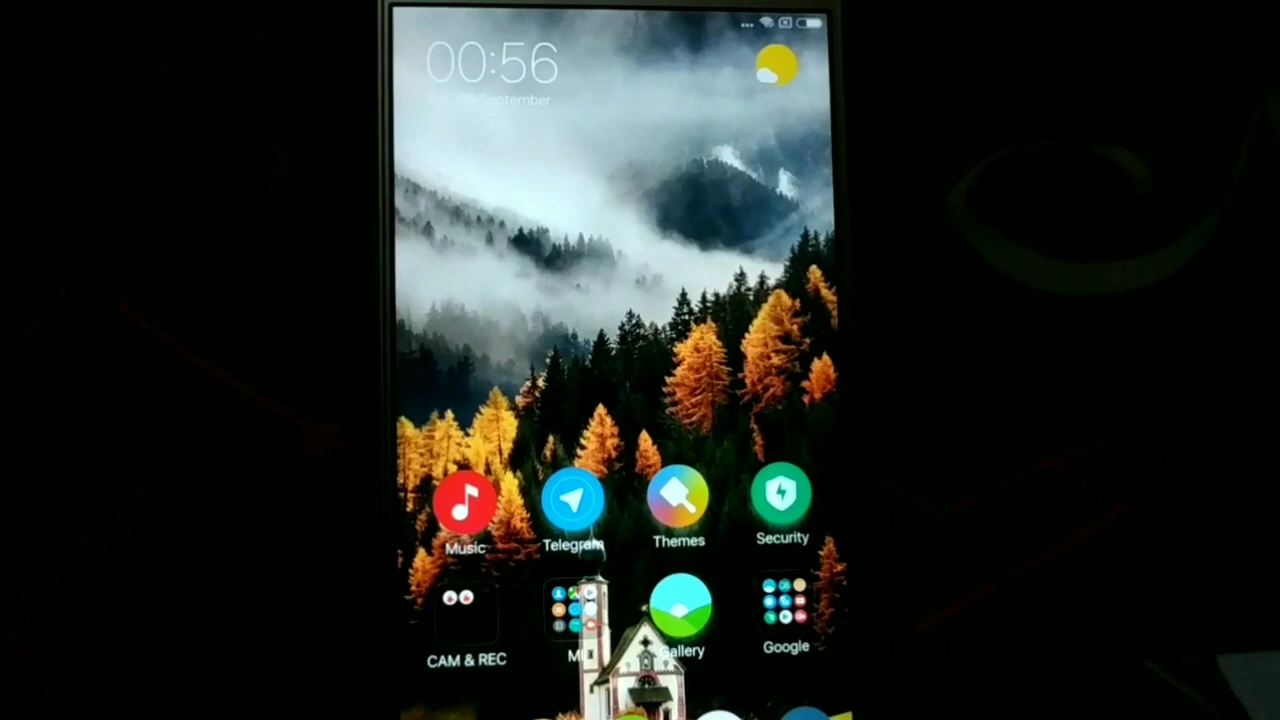 00:56
September
Music
Telegram
Themes
Security
CAM & REC
Gallery
Google